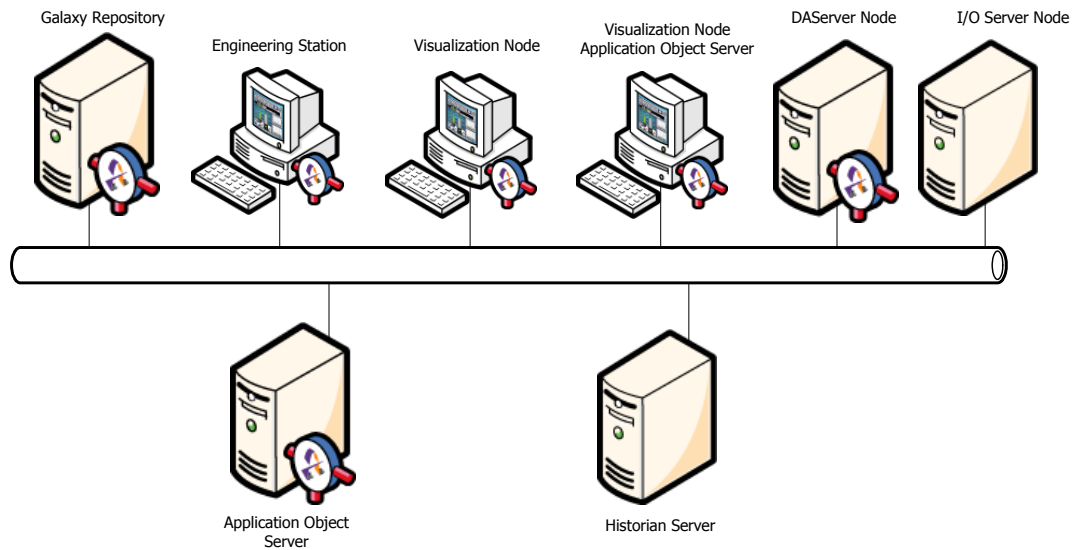 Galaxy Repository
Engineering Station
Visualization Node
Visualization Node
Application Object Server
DAServer Node
I/O Server Node
Application Object
Server
Historian Server